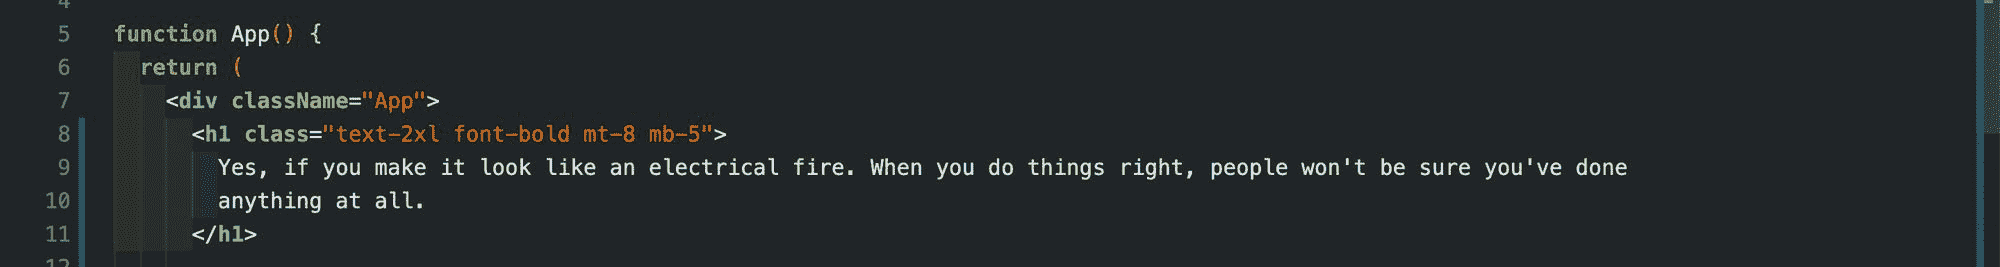 4
5 function App() {
6 return (
7 <div className="App">
8 <h1 class="text-2xl font-bold mt-8 mb-5">
9 Yes, if you make it look like an electrical fire. When you do things right, people won't be sure you've done
10 anything at all.
11 </h1>
12